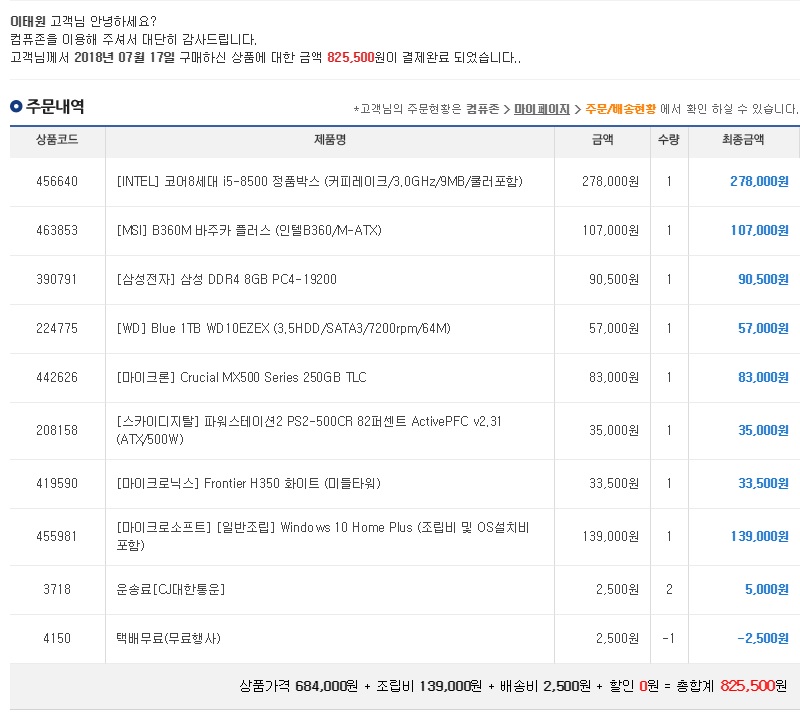 이태원 고객님 안녕하세요?
컴퓨존을 이용해 주셔서 대단히 감사드립니다.
고객님께서 2018년 07월 17일 구매하신 상품에 대한 금액 825,500원이 결제완료 되었습니다..
주문내역
*고객님의 주문현황은 컴퓨존 > 마이페이지 > 주문/배송현황 에서 확인 하실 수 있습니다.
상품코드 제품명 금액 수량 최종금액
456640 [INTEL] 코어8세대 i5-8500 정품박스 (커피레이크/3.0GHz/9MB/쿨러포함) 278,000원 1 278,000원
463853 [MSI] B360M 바주카 플러스 (인텔B360/M-ATX) 107,000원 1 107,000원
390791 [삼성전자] 삼성 DDR4 8GB PC4-19200 90,500원 1 90,500원
224775 [WD] Blue 1TB WD10EZEX (3.5HDD/SATA3/7200rpm/64M) 57,000원 1 57,000원
442626 [마이크론] Crucial MX500 Series 250GB TLC 83,000원 1 83,000원
208158 [스카이디지탈] 파워스테이션2 PS2-500CR 82퍼센트 ActivePFC v2.31 35,000원 1 35,000원
(ATX/500W)
419590 [마이크로닉스] Frontier H350 화이트 (미들타워) 33,500원 1 33,500원
455981 [마이크로소프트] [일반조립] Windows 10 Home Plus (조립비 및 OS설치비 139,000원 1 139,000원
포함)
3718 운송료[CJ대한통운] 2,500원 2 5,000원
4150 택배무료(무료행사) 2,500원 -1 -2,500원
상품가격 684,000원 + 조립비 139,000원 + 배송비 2,500원 + 할인 0원 = 총합계 825,500원